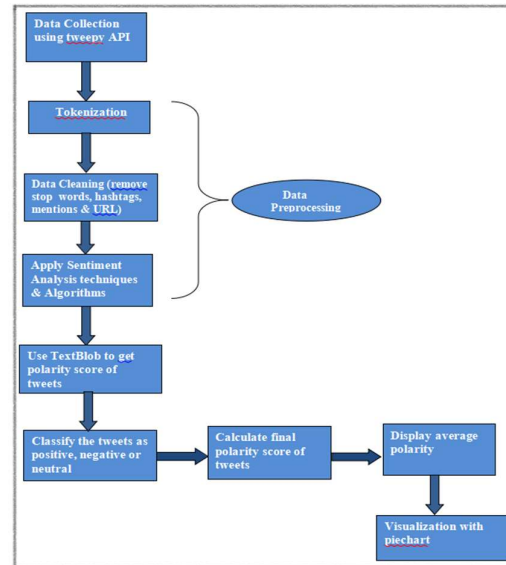 Data Collection
using tweepy API
Tokenization
Data Cleaning (remove
stop words, hashtags,
mentions & URL)
Data
Preprocessing
Apply Sentiment
Analysis techniques
& Algorithms
Use TextBlob to get
polarity score of
tweets
Classify the tweets as
positive, negative or
neutral
Calculate final
polarity score of
tweets
Display average
polarity
Visualization with
piechart